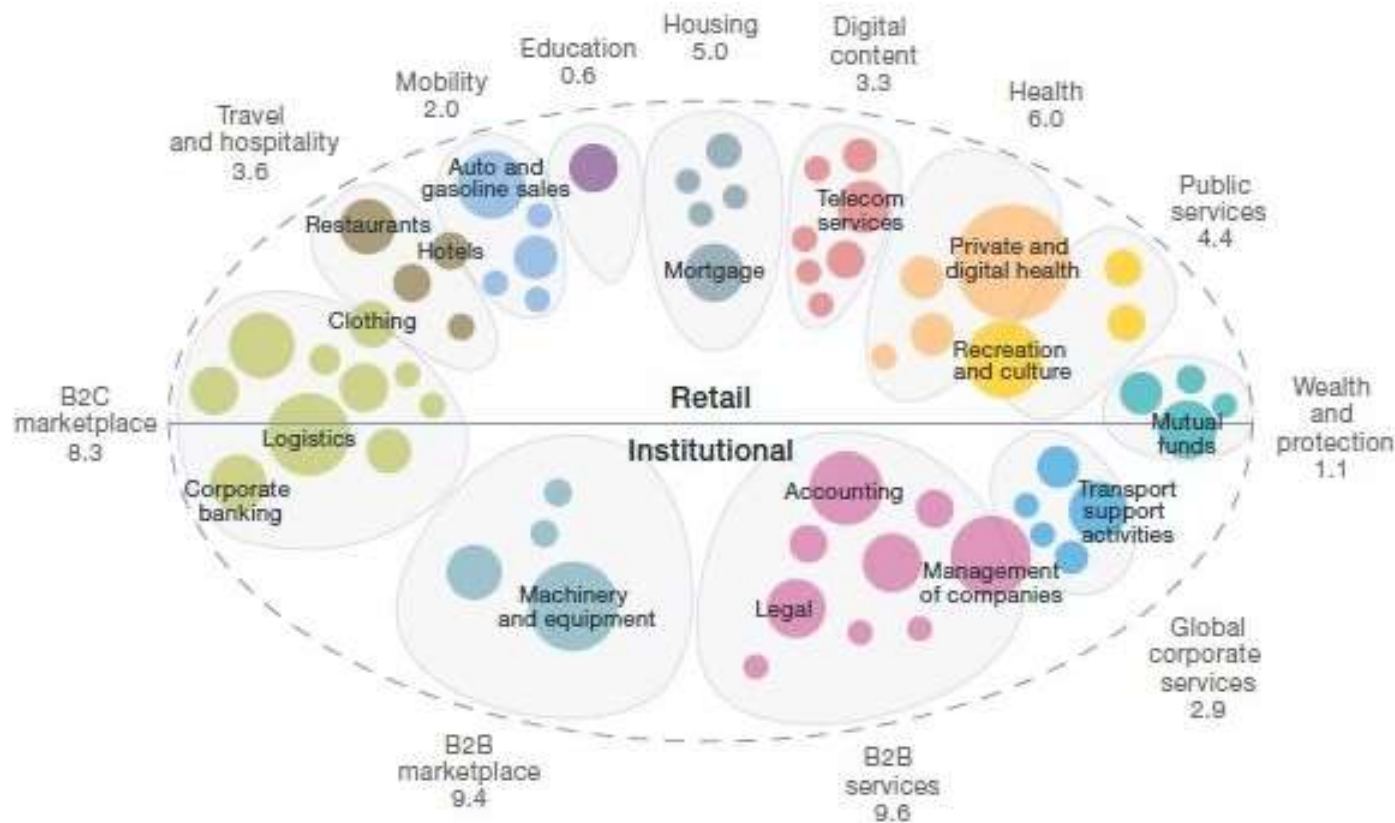 Housing
5.0
Digital
content
3.3
Education
0.6
Mobility
2.0
Health
6.0
Travel
and hospitality
3.6
Public
services
4.4
Auto and
gasoline sales
Telecom
services
Restaurants
Hotels
Mortgage
Private and
digital health
Clothing
Recreation
and culture
B2C
marketplace
8.3
Retail
Wealth
and
protection
1.1
Mutual
funds
Logistics
Institutional
Corporate
banking
Accounting
Transport
support
activities
Machinery
and equipment
Management
of companies
Legal
Global
corporate
services
2.9
B2B
marketplace
9.4
B2B
services
9.6